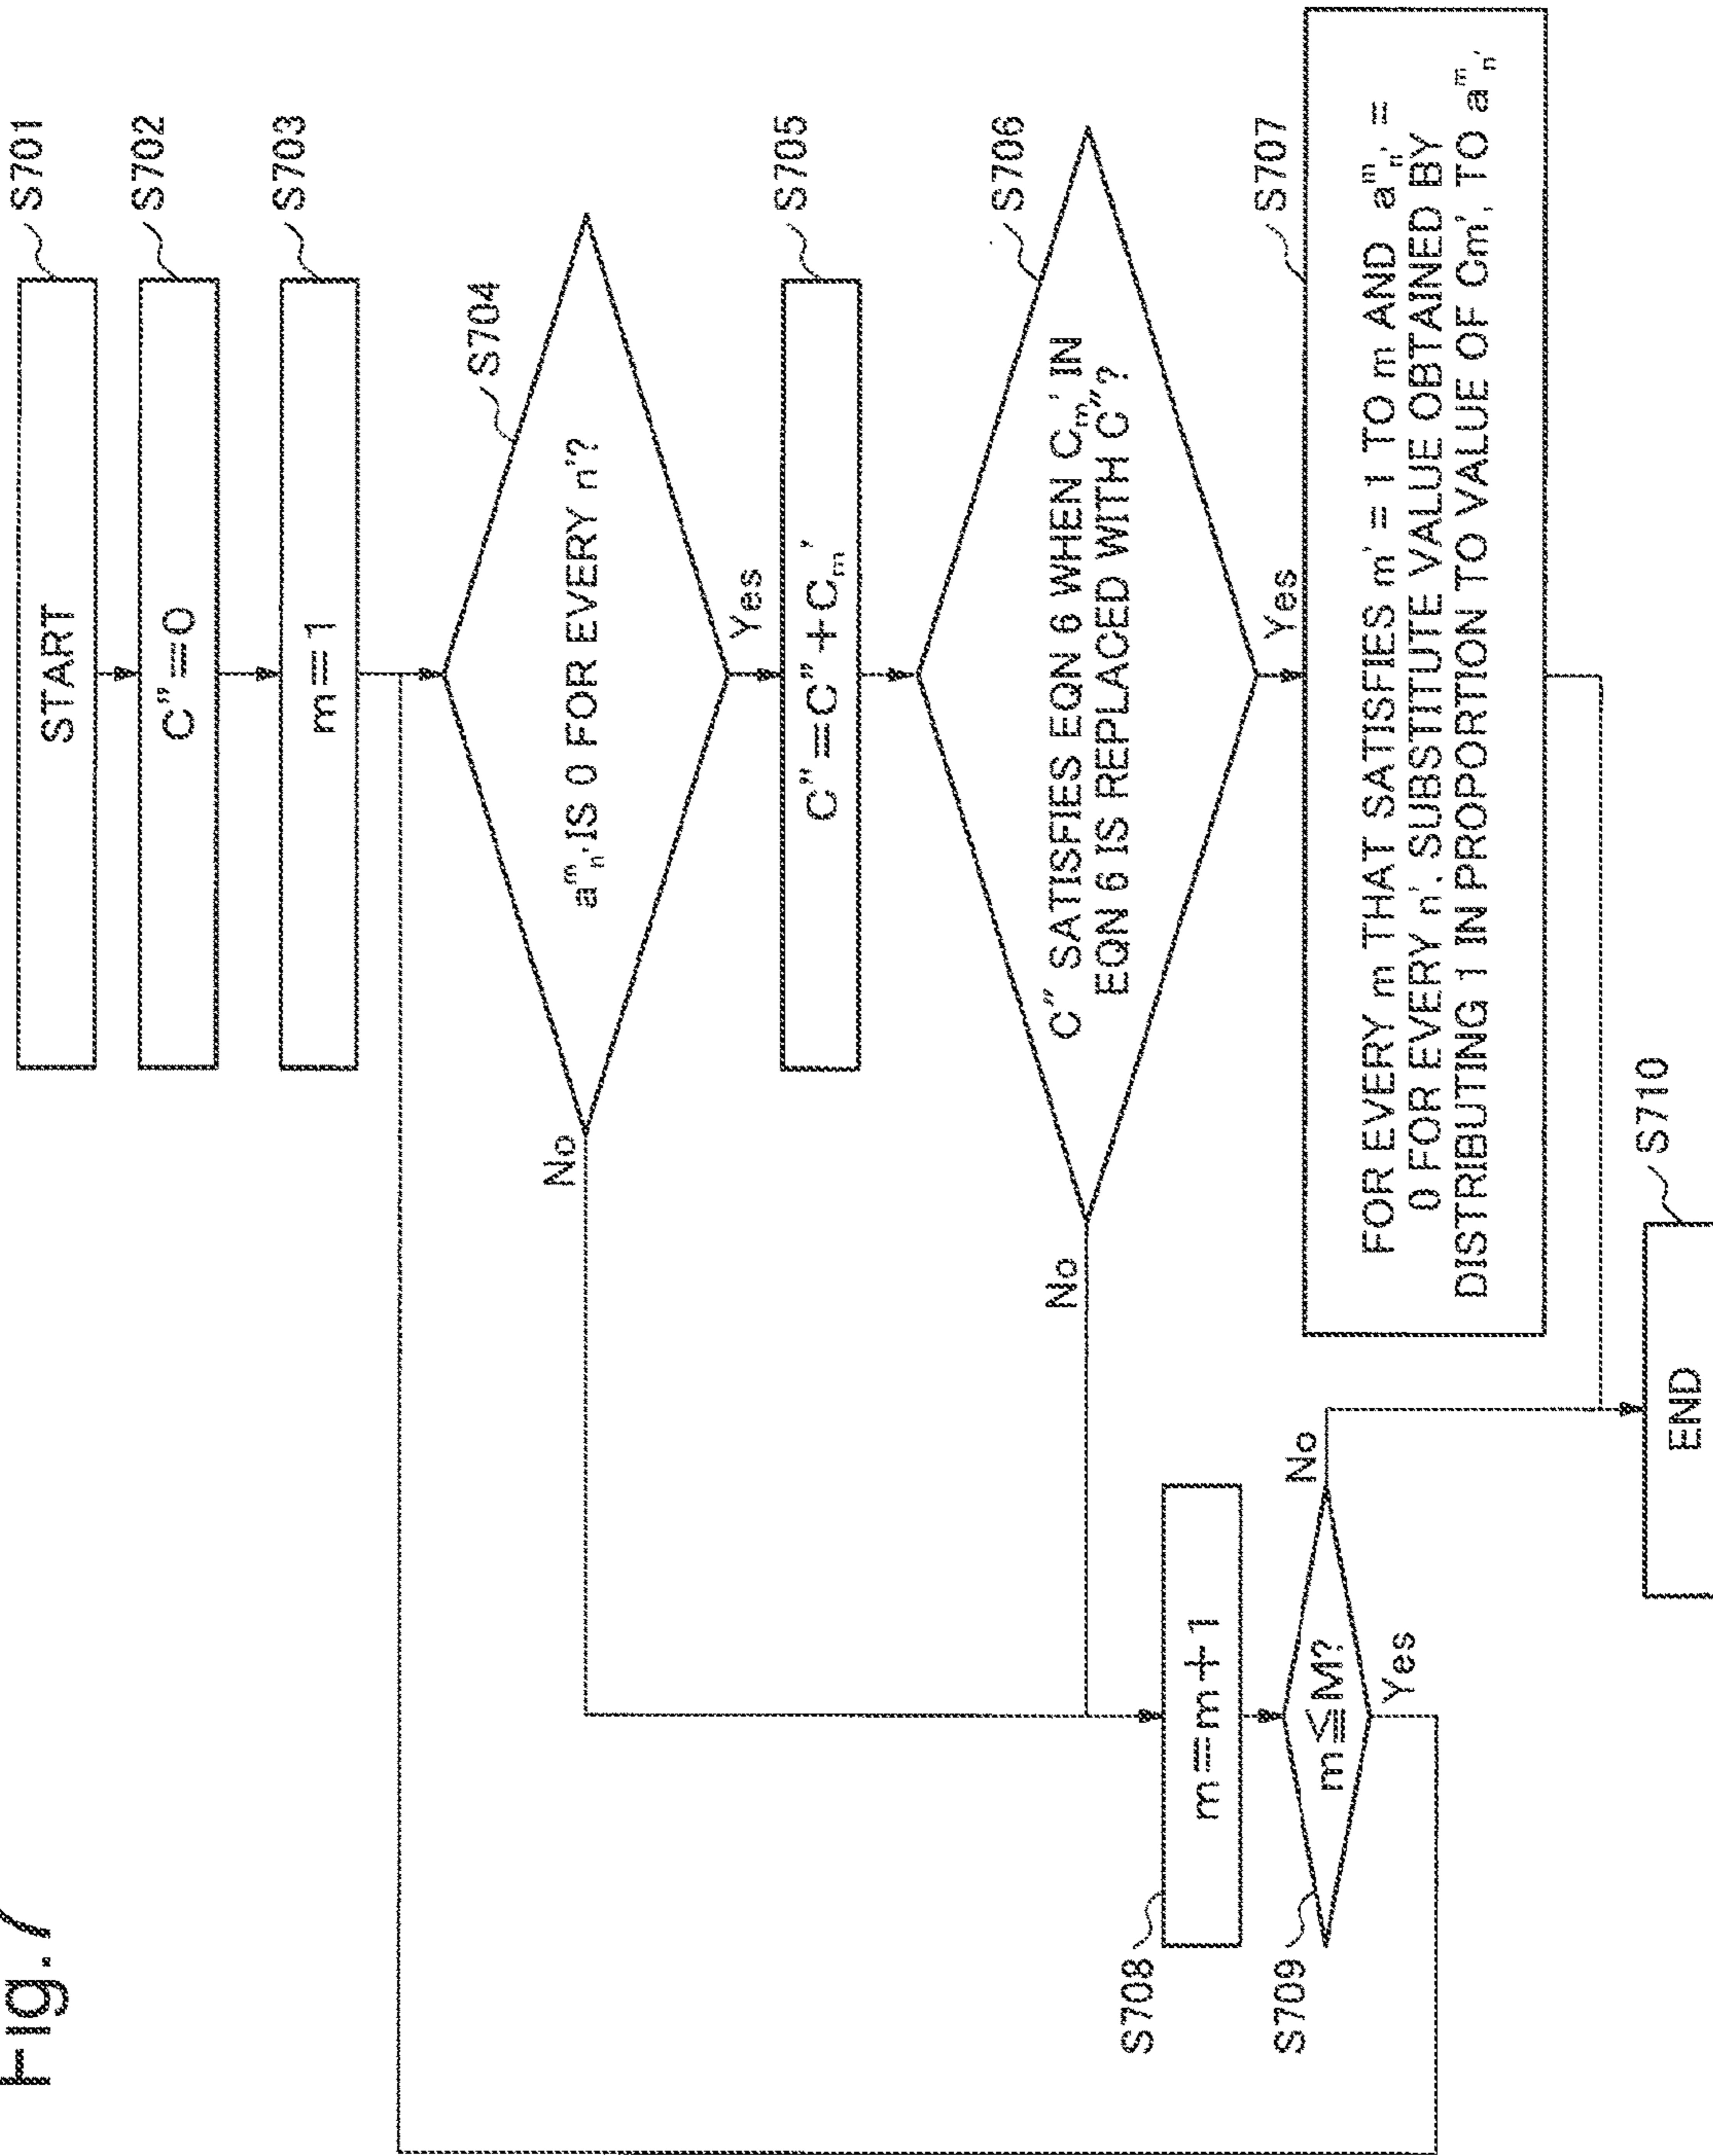 Fig.7
START
S701
C''=0
S702
m=1
S703
a^m_n' IS 0 FOR EVERY n'?
S704
No
Yes
C''=C''+C_m'
S705
C'' SATISFIES EQN 6 WHEN C_m' IN
EQN 6 IS REPLACED WITH C''?
S706
No
Yes
FOR EVERY m THAT SATISFIES m' = 1 TO m AND a^m_n' =
0 FOR EVERY n', SUBSTITUTE VALUE OBTAINED BY
DISTRIBUTING 1 IN PROPORTION TO VALUE OF Cm', TO a^m_n'
S707
m=m+1
S708
m≦M?
S709
No
Yes
END
S710